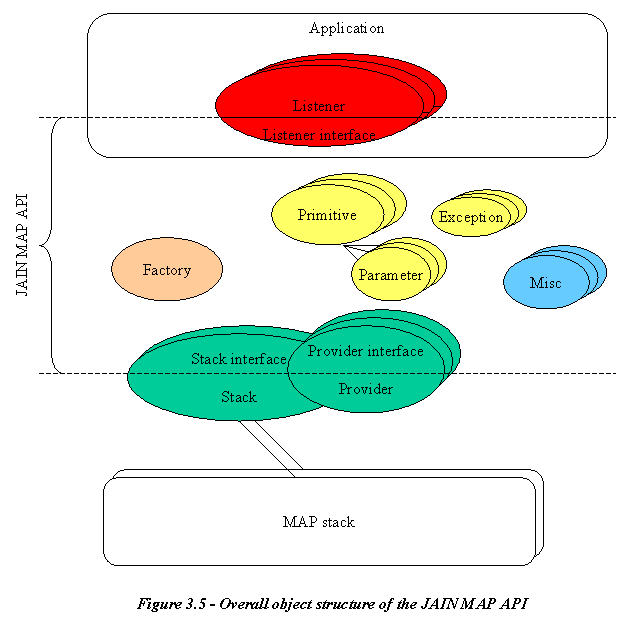 Application
Listener
Listener interface
JAIN MAP API
Primitive
Exception
Factory
Parameter
Misc
Stack interface
Provider interface
Stack
Provider
MAP stack
Figure 3.5 - Overall object structure of the JAIN MAP API